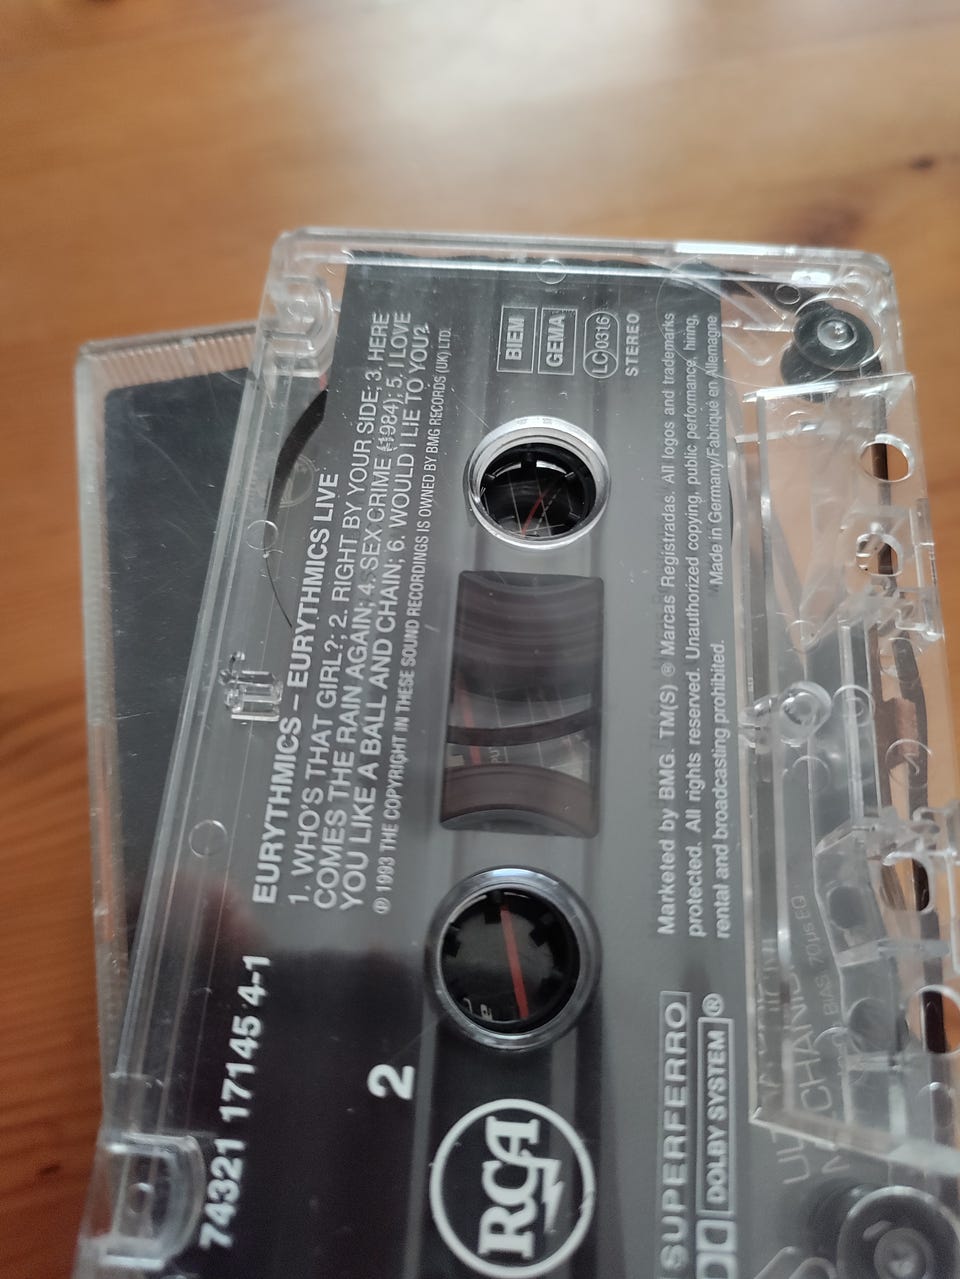 74321 17145 4-1
EURYTHMICS – EURYTHMICS LIVE
1. WHO'S THAT GIRL?; 2. RIGHT BY YOUR SIDE; 3. HERE
COMES THE RAIN AGAIN; 4. SEX CRIME (1984); 5. I LOVE
YOU LIKE A BALL AND CHAIN; 6. WOULD I LIE TO YOU?
℗ 1993 THE COPYRIGHT IN THESE SOUND RECORDINGS IS OWNED BY BMG RECORDS (UK) LTD.
2
BIEM
GEMA
LC 0316
STEREO
RCA
Marketed by BMG. TM(S) ® Marcas Registradas. All logos and trademarks
protected. All rights reserved. Unauthorized copying, public performance, hiring,
rental and broadcasting prohibited.
Made in Germany/Fabriqué en Allemagne
SUPERFERRO
DOLBY SYSTEM ®
BIAS 70µs EQ